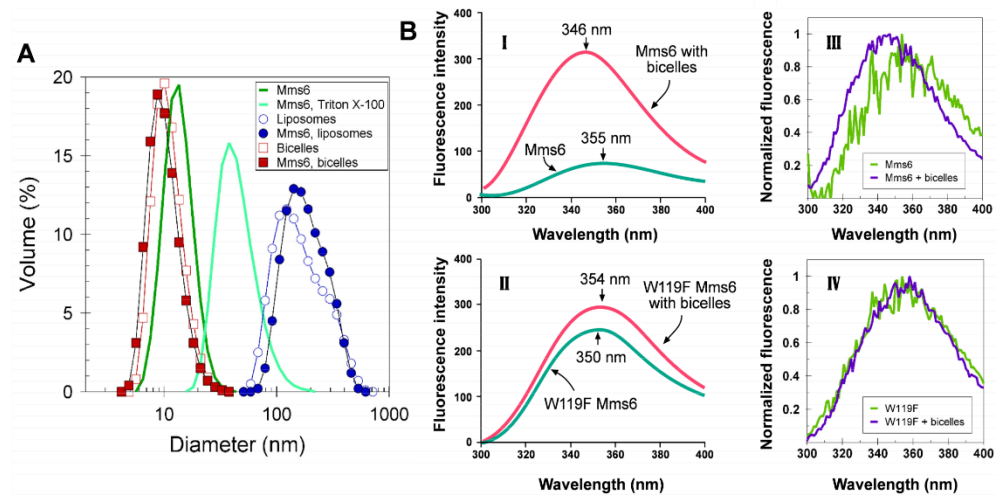 A
Volume (%)
20
15
10
5
0
10
100
1000
Diameter (nm)
Mms6
Mms6, Triton X-100
Liposomes
Mms6, liposomes
Bicelles
Mms6, bicelles
B
I
Fluorescence intensity
400
300
200
100
0
346 nm
Mms6 with
bicelles
355 nm
Mms6
300
320
340
360
380
400
Wavelength (nm)
III
Normalized fluorescence
1
0.8
0.6
0.4
0.2
Mms6
Mms6 + bicelles
300
320
340
360
380
400
Wavelength (nm)
II
Fluorescence intensity
400
300
200
100
0
354 nm
W119F Mms6
with bicelles
350 nm
W119F Mms6
300
320
340
360
380
400
Wavelength (nm)
IV
Normalized fluorescence
1
0.8
0.6
0.4
0.2
W119F
W119F + bicelles
300
320
340
360
380
400
Wavelength (nm)